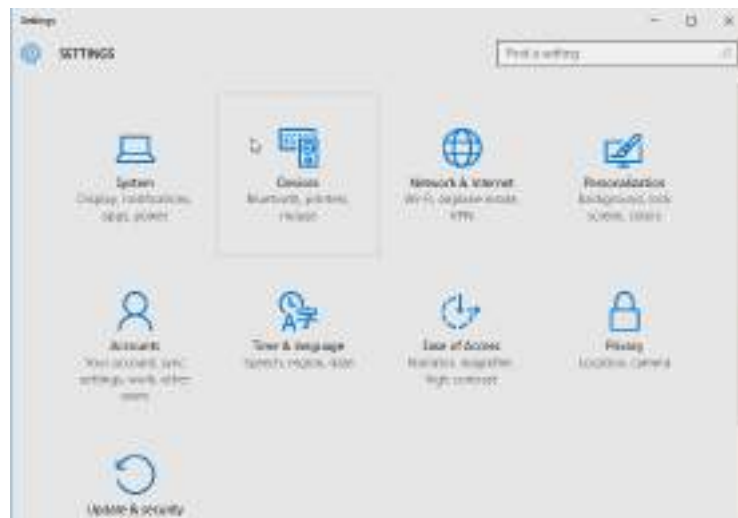 Settings
SETTINGS
Find a setting
System
Display, notifications,
apps, power
Devices
Bluetooth, printers,
mouse
Network & Internet
Wi-Fi, airplane mode,
VPN
Personalization
Background, lock
screen, colors
Accounts
Your account, sync
settings, work, other
users
Time & language
Speech, region, date
Ease of Access
Narrator, magnifier,
high contrast
Privacy
Location, camera
Update & security